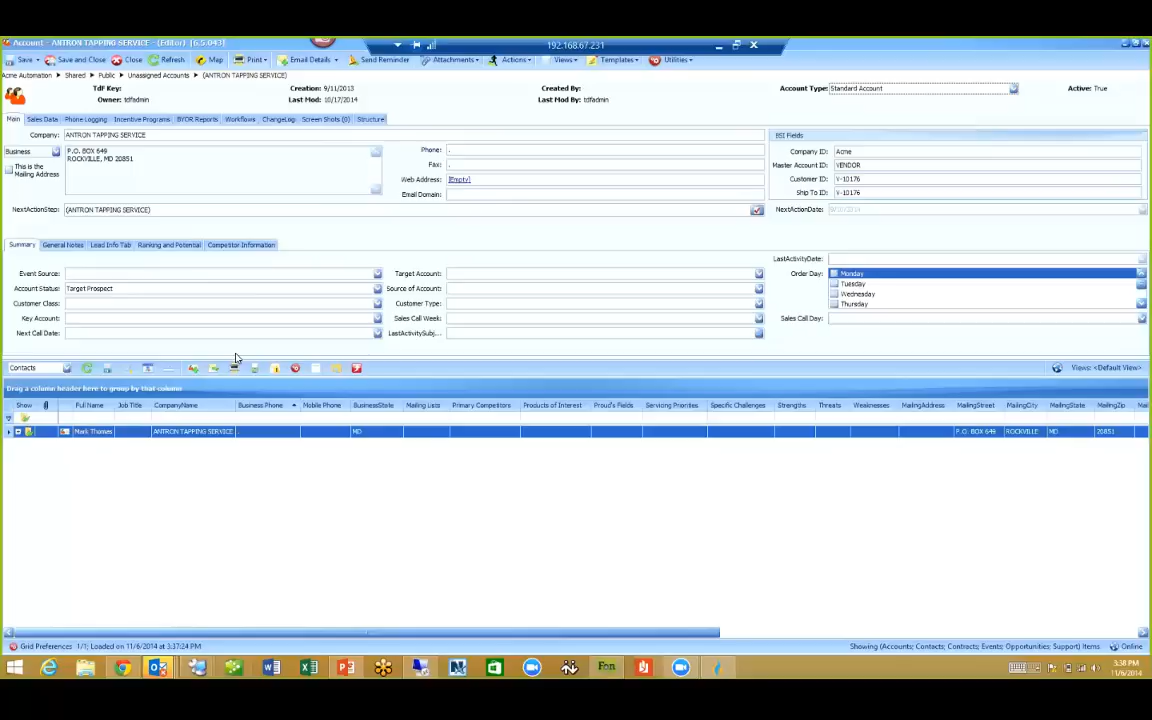 Account - ANTRON TAPPING SERVICE - (Editor) [6.5.043]
192.168.67.231
Save Save and Close Close Refresh Map Print Email Details Send Reminder Attachments Actions Views Templates Utilities
Acme Automation Shared Public Unassigned Accounts (ANTRON TAPPING SERVICE)
TdF Key: Creation: 9/11/2013 Created By: Account Type: Standard Account Active: True
Owner: tdfadmin Last Mod: 10/17/2014 Last Mod By: tdfadmin
Main Sales Data Phone Logging Incentive Programs BYOR Reports Workflows ChangeLog Screen Shots (0) Structure
Company: ANTRON TAPPING SERVICE BSI Fields
Business P.O. BOX 649 Phone: . Company ID: Acme
ROCKVILLE, MD 20851
This is the Mailing Address Fax: . Master Account ID: VENDOR
Web Address: [Empty] Customer ID: V-10176
Email Domain: Ship To ID: V-10176
NextActionStep: (ANTRON TAPPING SERVICE) NextActionDate:
Summary General Notes Lead Info Tab Ranking and Potential Competitor Information
LastActivityDate:
Event Source: Target Account: Order Day: Monday
Tuesday
Account Status: Target Prospect Source of Account:
Wednesday
Customer Class: Customer Type: Thursday
Key Account: Sales Call Week: Sales Call Day:
Next Call Date: LastActivitySubj...
Contacts Views: <Default View>
Drag a column header here to group by that column
Show Full Name Job Title CompanyName Business Phone Mobile Phone BusinessState Mailing Lists Primary Competitors Products of Interest Proud's Fields Servicing Priorities Specific Challenges Strengths Threats Weaknesses MailingAddress MailingStreet MailingCity MailingState MailingZip Mai
Mark Thomas ANTRON TAPPING SERVICE . MD P.O. BOX 649 ROCKVILLE MD 20851
Grid Preferences 1/1; Loaded on 11/6/2014 3:37:24 PM Showing (Accounts; Contacts; Contracts; Events; Opportunities; Support) Items Online
Fon
3:38 PM
11/6/2014